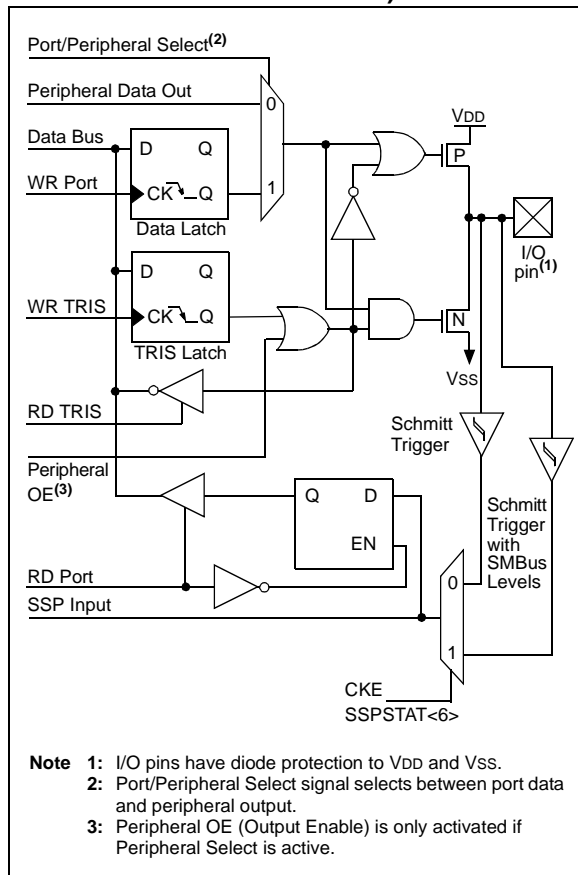 Port/Peripheral Select(2)
Peripheral Data Out
0
VDD
Data Bus
D Q
P
WR Port
CK Q
1
Data Latch
I/O
pin(1)
D Q
WR TRIS
CK Q
N
TRIS Latch
VSS
RD TRIS
Schmitt
Trigger
Peripheral
OE(3)
Q D
EN
Schmitt
Trigger
with
SMBus
Levels
RD Port
0
SSP Input
1
CKE
SSPSTAT<6>
Note 1: I/O pins have diode protection to VDD and VSS.
2: Port/Peripheral Select signal selects between port data
and peripheral output.
3: Peripheral OE (Output Enable) is only activated if
Peripheral Select is active.